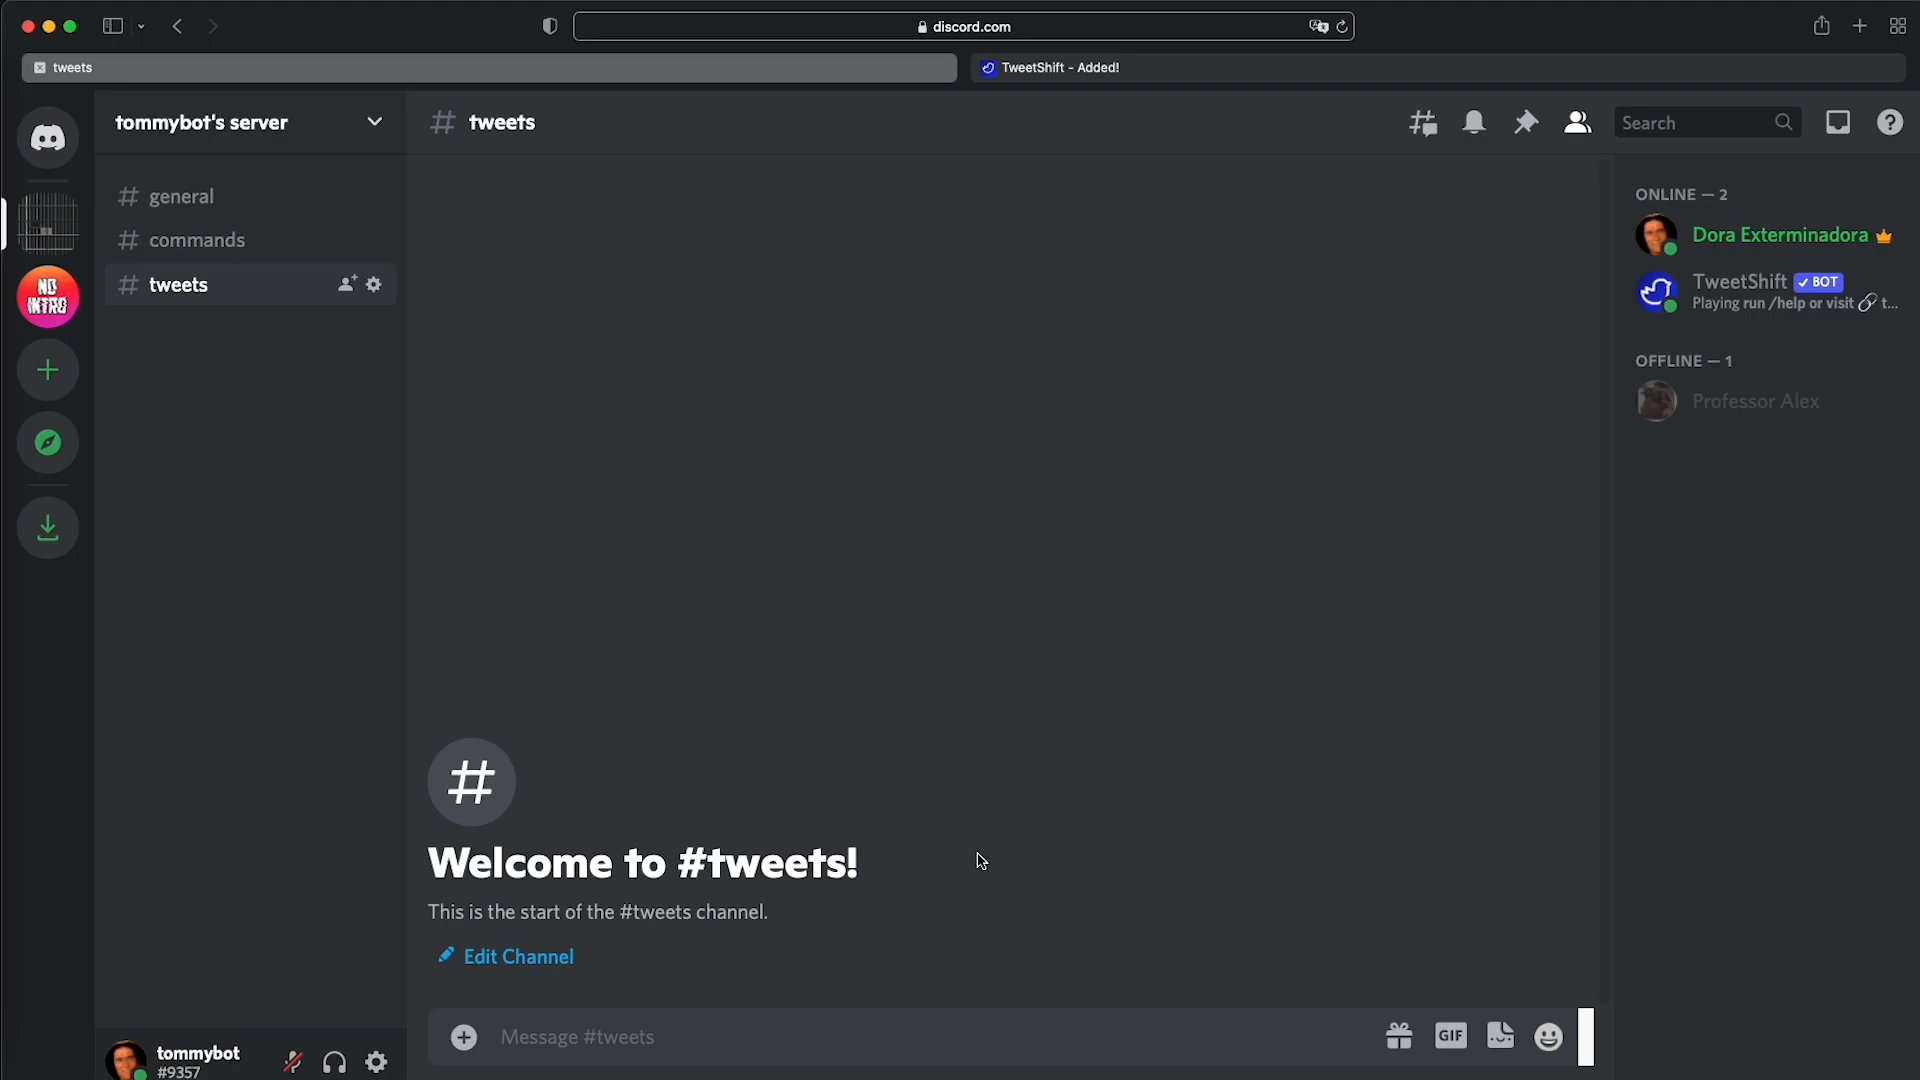 discord.com
tweets
TweetShift - Added!
tommybot's server
# tweets
Search
general
commands
tweets
NO
INTRO
ONLINE — 2
Dora Exterminadora
TweetShift ✓ BOT
Playing run /help or visit 🔗 t...
OFFLINE — 1
Professor Alex
#
Welcome to #tweets!
This is the start of the #tweets channel.
Edit Channel
Message #tweets
GIF
tommybot
#9357